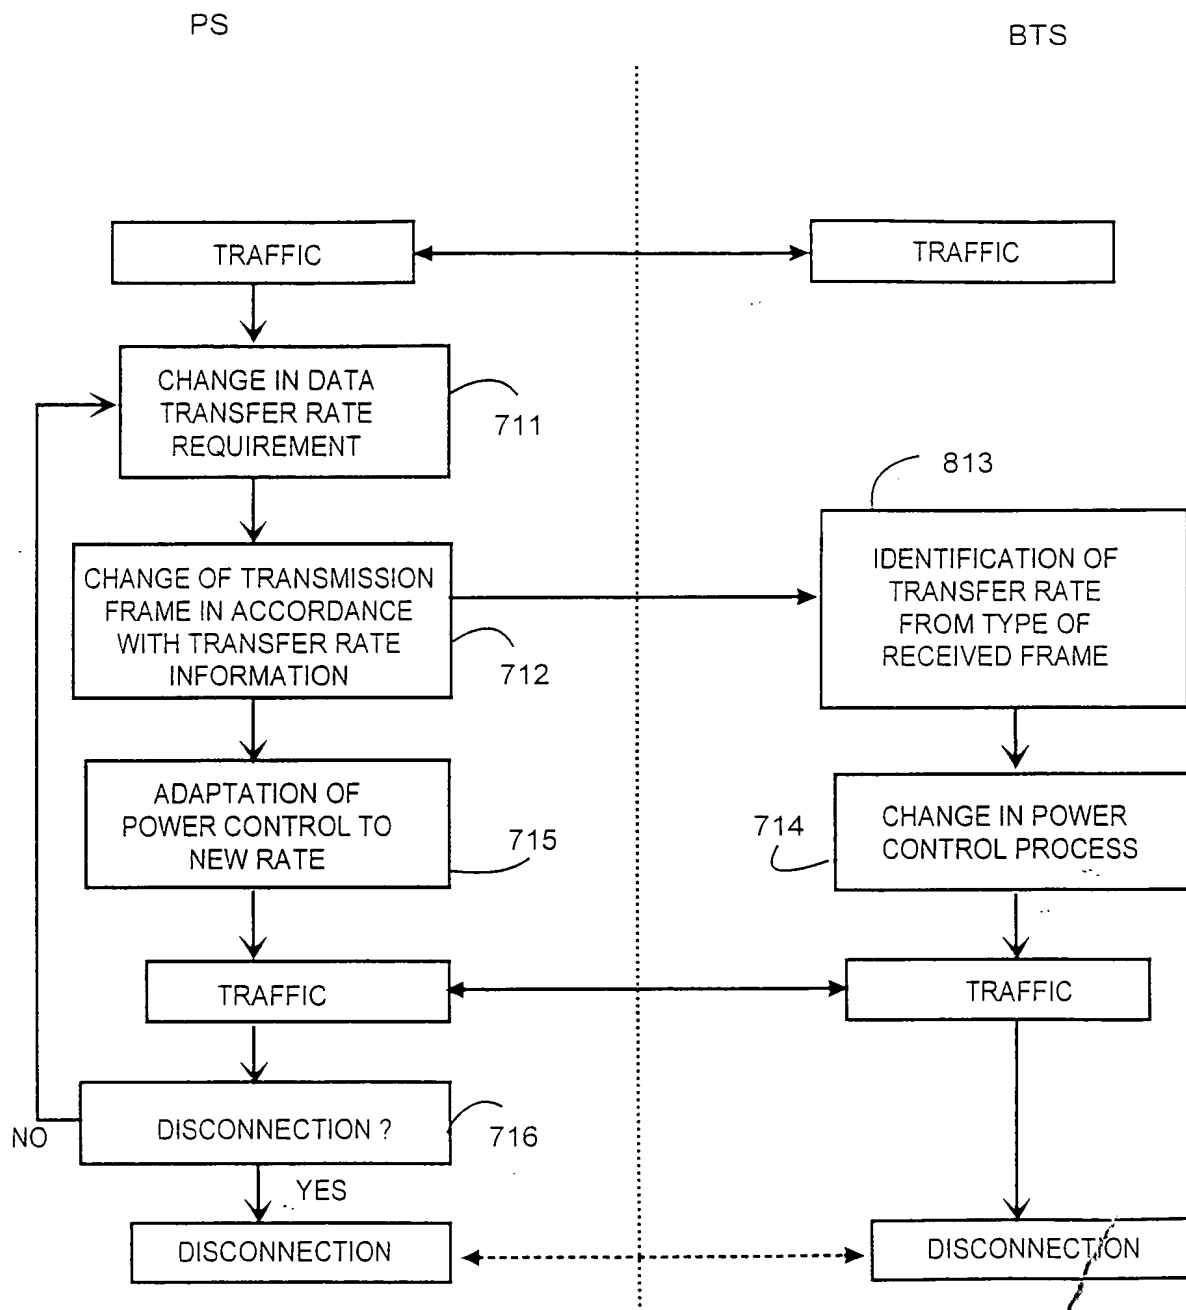 PS
BTS
TRAFFIC
TRAFFIC
CHANGE IN DATA
TRANSFER RATE
REQUIREMENT
711
813
CHANGE OF TRANSMISSION
FRAME IN ACCORDANCE
WITH TRANSFER RATE
INFORMATION
712
IDENTIFICATION OF
TRANSFER RATE
FROM TYPE OF
RECEIVED FRAME
ADAPTATION OF
POWER CONTROL TO
NEW RATE
715
714
CHANGE IN POWER
CONTROL PROCESS
TRAFFIC
TRAFFIC
DISCONNECTION ?
716
NO
YES
DISCONNECTION
DISCONNECTION